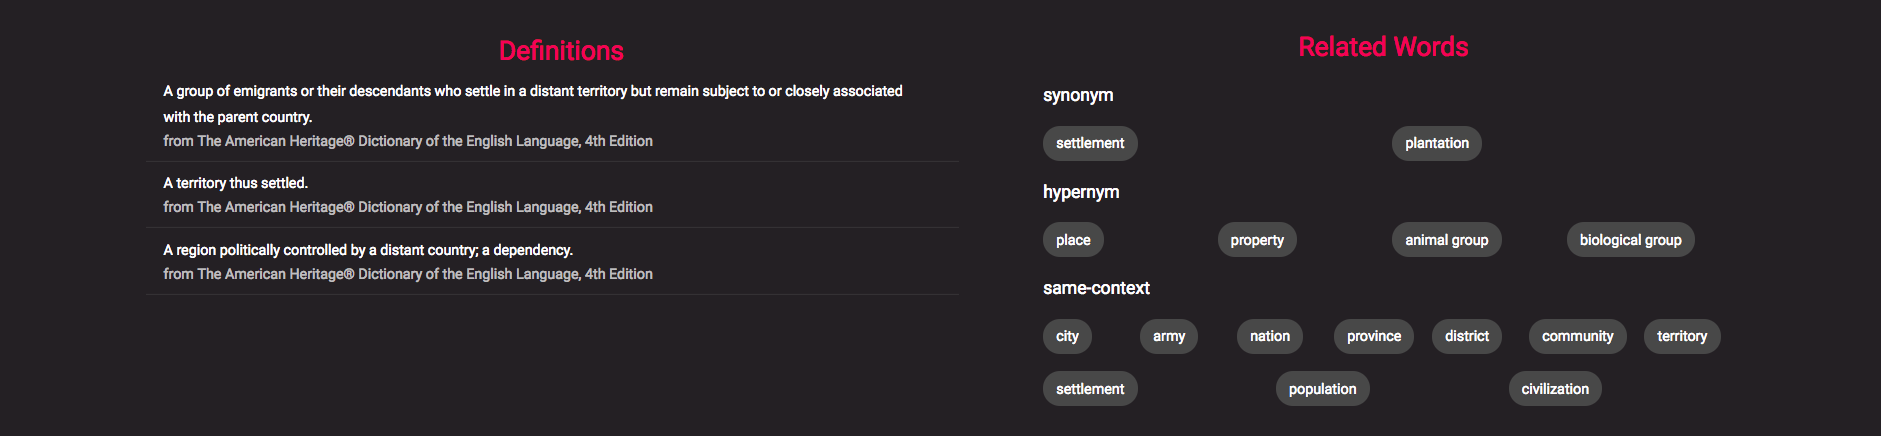 Definitions
A group of emigrants or their descendants who settle in a distant territory but remain subject to or closely associated
with the parent country.
from The American Heritage® Dictionary of the English Language, 4th Edition
A territory thus settled.
from The American Heritage® Dictionary of the English Language, 4th Edition
A region politically controlled by a distant country; a dependency.
from The American Heritage® Dictionary of the English Language, 4th Edition
Related Words
synonym
settlement plantation
hypernym
place property animal group biological group
same-context
city army nation province district community territory
settlement population civilization